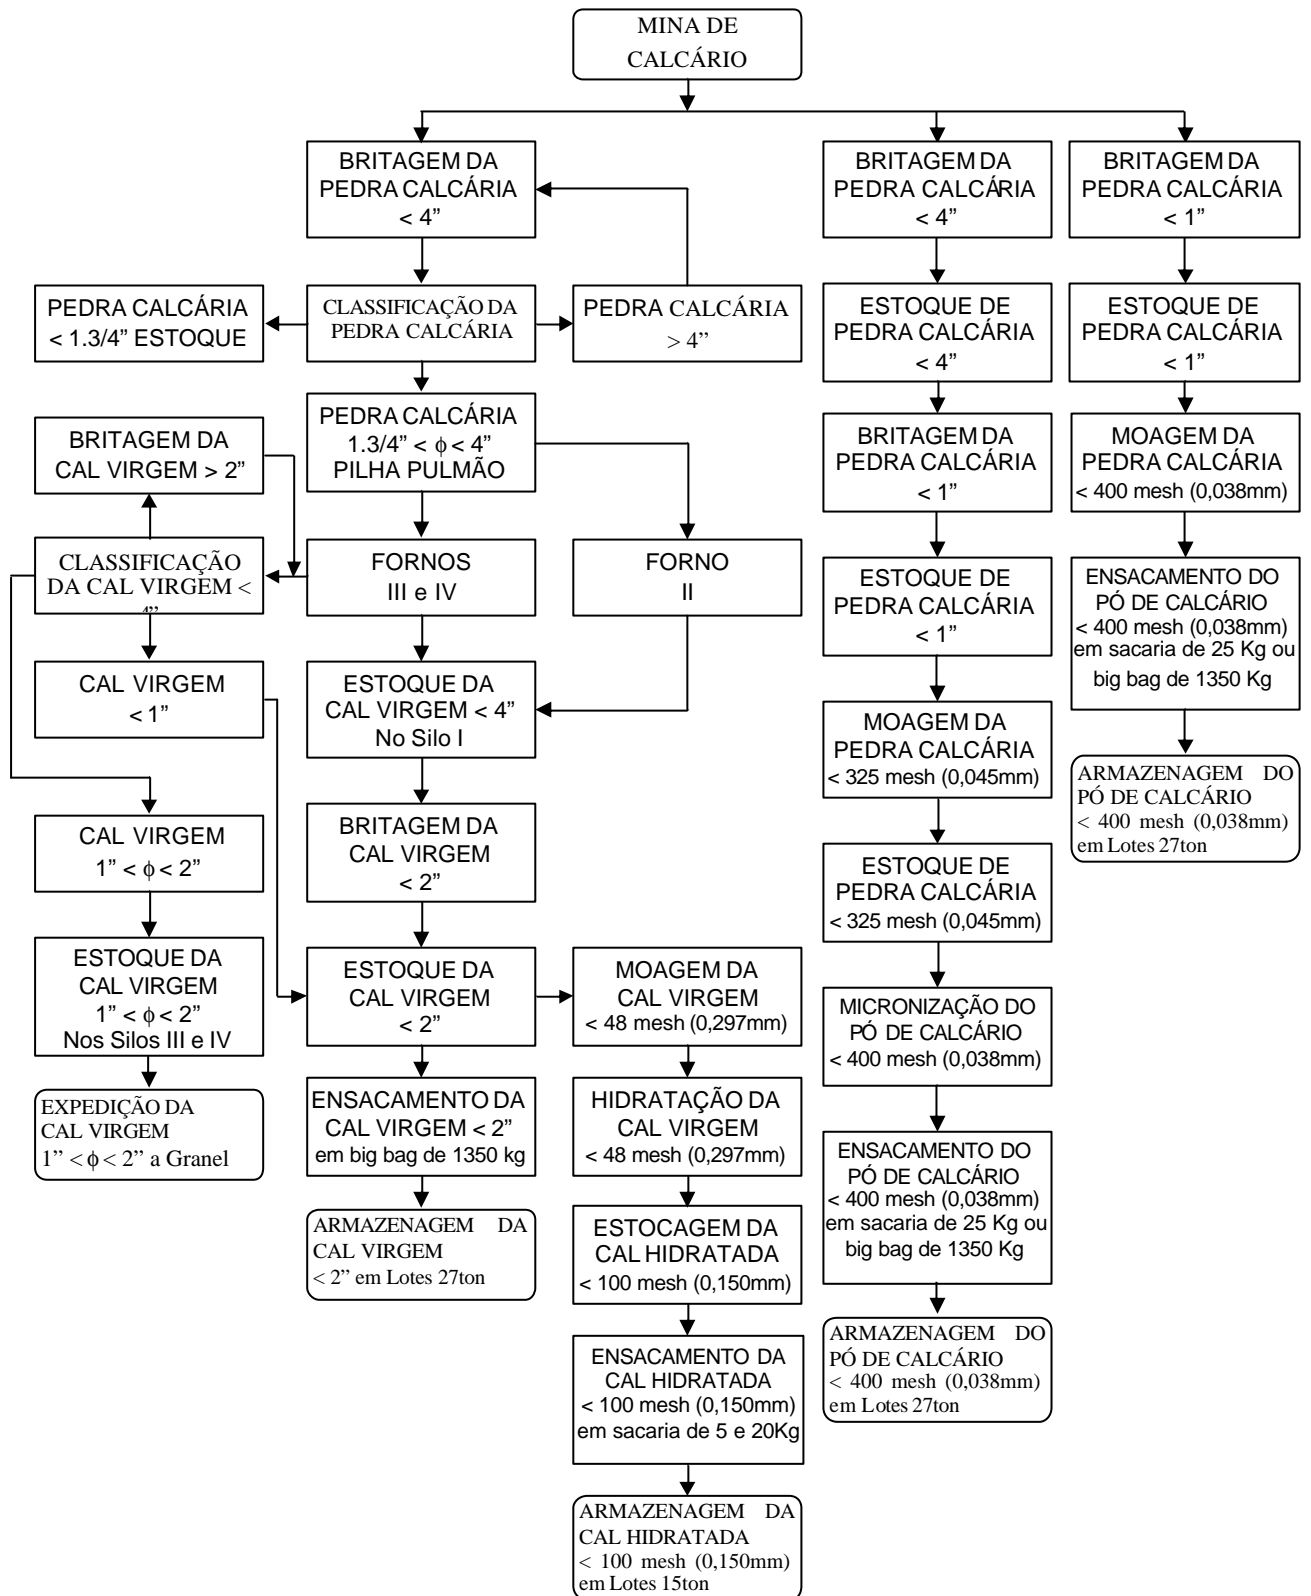 MINA DE
CALCÁRIO
BRITAGEM DA
PEDRA CALCÁRIA
< 4”
BRITAGEM DA
PEDRA CALCÁRIA
< 4”
BRITAGEM DA
PEDRA CALCÁRIA
< 1”
PEDRA CALCÁRIA
< 1.3/4” ESTOQUE
CLASSIFICAÇÃO DA
PEDRA CALCÁRIA
PEDRA CALCÁRIA
> 4”
ESTOQUE DE
PEDRA CALCÁRIA
< 4”
ESTOQUE DE
PEDRA CALCÁRIA
< 1”
BRITAGEM DA
CAL VIRGEM > 2”
PEDRA CALCÁRIA
1.3/4” < ϕ < 4”
PILHA PULMÃO
BRITAGEM DA
PEDRA CALCÁRIA
< 1”
MOAGEM DA
PEDRA CALCÁRIA
< 400 mesh (0,038mm)
CLASSIFICAÇÃO
DA CAL VIRGEM <
4”
FORNOS
III e IV
FORNO
II
ESTOQUE DE
PEDRA CALCÁRIA
< 1”
ENSACAMENTO DO
PÓ DE CALCÁRIO
< 400 mesh (0,038mm)
em sacaria de 25 Kg ou
big bag de 1350 Kg
CAL VIRGEM
< 1”
ESTOQUE DA
CAL VIRGEM < 4”
No Silo I
MOAGEM DA
PEDRA CALCÁRIA
< 325 mesh (0,045mm)
ARMAZENAGEM DO
PÓ DE CALCÁRIO
< 400 mesh (0,038mm)
em Lotes 27ton
CAL VIRGEM
1” < ϕ < 2”
BRITAGEM DA
CAL VIRGEM
< 2”
ESTOQUE DE
PEDRA CALCÁRIA
< 325 mesh (0,045mm)
ESTOQUE DA
CAL VIRGEM
1” < ϕ < 2”
Nos Silos III e IV
ESTOQUE DA
CAL VIRGEM
< 2”
MOAGEM DA
CAL VIRGEM
< 48 mesh (0,297mm)
MICRONIZAÇÃO DO
PÓ DE CALCÁRIO
< 400 mesh (0,038mm)
EXPEDIÇÃO DA
CAL VIRGEM
1” < ϕ < 2” a Granel
ENSACAMENTO DA
CAL VIRGEM < 2”
em big bag de 1350 kg
HIDRATAÇÃO DA
CAL VIRGEM
< 48 mesh (0,297mm)
ENSACAMENTO DO
PÓ DE CALCÁRIO
< 400 mesh (0,038mm)
em sacaria de 25 Kg ou
big bag de 1350 Kg
ARMAZENAGEM DA
CAL VIRGEM
< 2” em Lotes 27ton
ESTOCAGEM DA
CAL HIDRATADA
< 100 mesh (0,150mm)
ARMAZENAGEM DO
PÓ DE CALCÁRIO
< 400 mesh (0,038mm)
em Lotes 27ton
ENSACAMENTO DA
CAL HIDRATADA
< 100 mesh (0,150mm)
em sacaria de 5 e 20Kg
ARMAZENAGEM DA
CAL HIDRATADA
< 100 mesh (0,150mm)
em Lotes 15ton